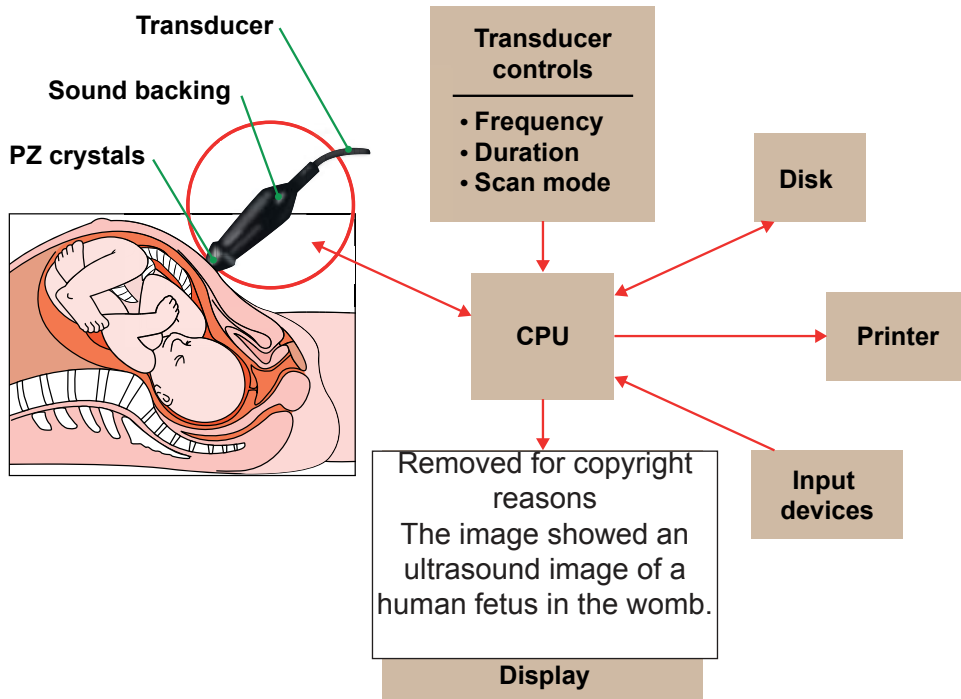 Transducer
Sound backing
PZ crystals
Transducer
controls
• Frequency
• Duration
• Scan mode
Disk
CPU
Printer
Input
devices
Removed for copyright
reasons
The image showed an
ultrasound image of a
human fetus in the womb.
Display